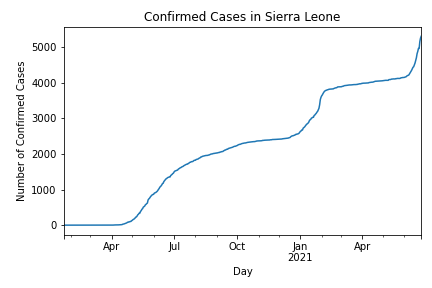 Confirmed Cases in Sierra Leone
Number of Confirmed Cases
5000
4000
3000
2000
1000
0
Apr Jul Oct Jan Apr
2021
Day